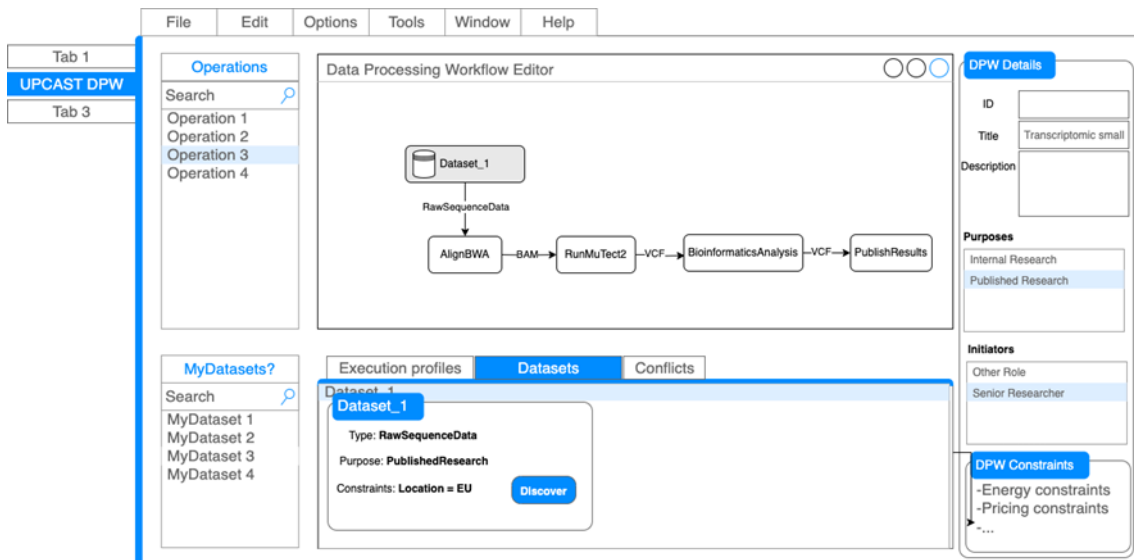 File
Edit
Options
Tools
Window
Help
Tab 1
UPCAST DPW
Tab 3
Operations
Search
Operation 1
Operation 2
Operation 3
Operation 4
Data Processing Workflow Editor
Dataset_1
RawSequenceData
AlignBWA
BAM
RunMuTect2
VCF
BioinformaticsAnalysis
VCF
PublishResults
DPW Details
ID
Title
Transcriptomic small
Description
Purposes
Internal Research
Published Research
Initiators
Other Role
Senior Researcher
MyDatasets?
Search
MyDataset 1
MyDataset 2
MyDataset 3
MyDataset 4
Execution profiles
Datasets
Conflicts
Dataset_1
Dataset_1
Type: RawSequenceData
Purpose: PublishedResearch
Constraints: Location = EU
Discover
DPW Constraints
-Energy constraints
-Pricing constraints
-...